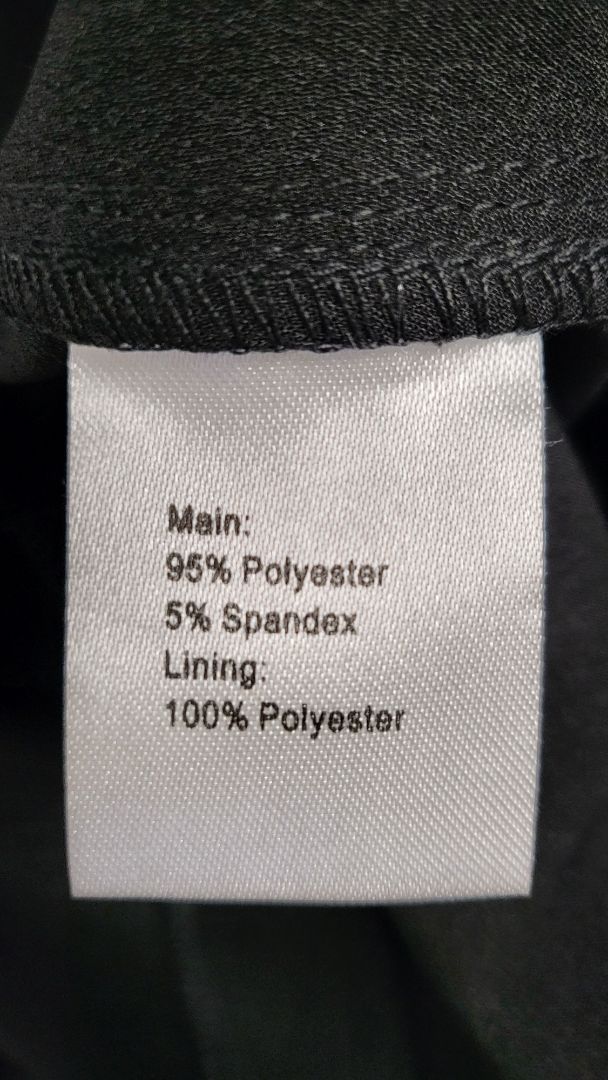 Main:
95% Polyester
5% Spandex
Lining:
100% Polyester